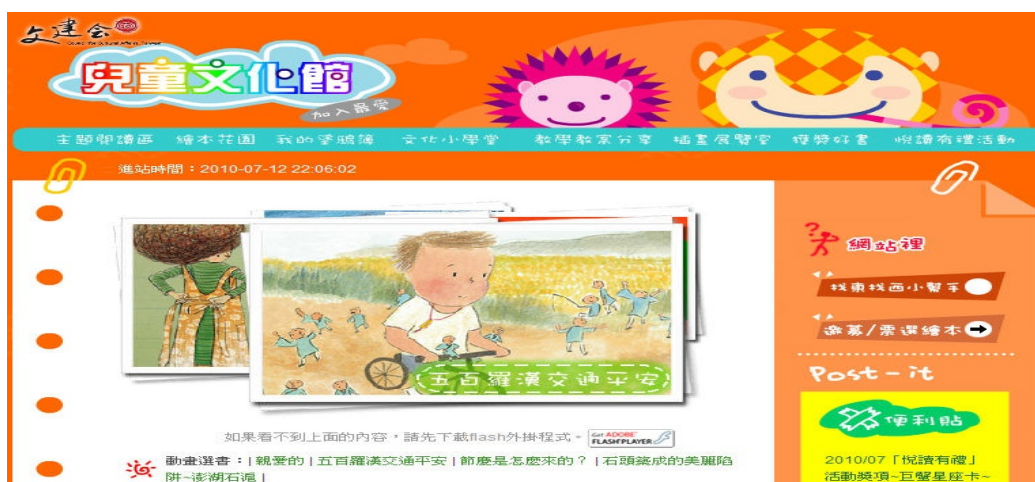 文建會
兒童文化館
加入最愛
主題閱讀區 繪本花園 我的塗鴉簿 文化小學堂 教學教案分享 插畫展覽室 獲獎好書 悅讀有禮活動
進站時間：2010-07-12 22:06:02
五百羅漢交通平安
如果看不到上面的內容，請先下載flash外掛程式。
Get ADOBE
FLASH PLAYER
動畫選書：|親愛的|五百羅漢交通平安|節慶是怎麼來的？|石頭築成的美麗陷
阱~澎湖石滬|
網站裡
找東找西小幫手
邀募/票選繪本
Post-it
便利貼
2010/07「悅讀有禮」
活動獎項~巨蟹星座卡~